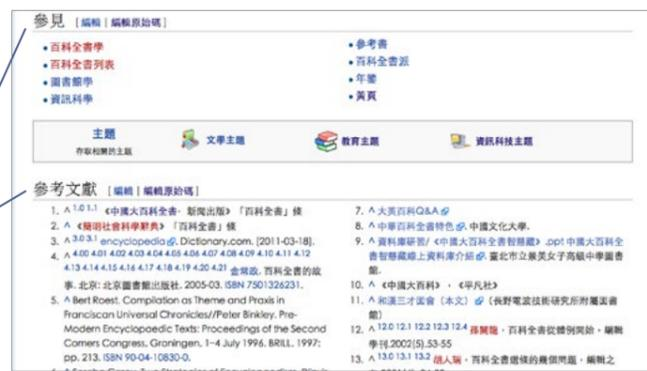 參見 [編輯 | 編輯原始碼]
• 百科全書學
• 百科全書列表
• 圖書館學
• 資訊科學
• 參考書
• 百科全書派
• 年鑒
• 黃頁
主題
存取相關的主題
文學主題
教育主題
資訊科技主題
參考文獻 [編輯 | 編輯原始碼]
1. ^ 1.0 1.1 《中國大百科全書· 新聞出版》「百科全書」條
2. ^ 《簡明社會科學辭典》「百科全書」條
3. ^ 3.0 3.1 encyclopedia. Dictionary.com. [2011-03-18].
4. ^ 4.00 4.01 4.02 4.03 4.04 4.05 4.06 4.07 4.08 4.09 4.10 4.11 4.12
4.13 4.14 4.15 4.16 4.17 4.18 4.19 4.20 4.21 金常政. 百科全書的故
事. 北京: 北京圖書館出版社. 2005-03. ISBN 7501326231.
5. ^ Bert Roest. Compilation as Theme and Praxis in
Franciscan Universal Chronicles//Peter Binkley. Pre-
Modern Encyclopaedic Texts: Proceedings of the Second
Comers Congress, Groningen, 1–4 July 1996. BRILL. 1997:
pp. 213. ISBN 90-04-10830-0.
7. ^ 大英百科Q&A
8. ^ 中華百科全書特色. 中國文化大學.
9. ^ 資料庫研習/《中國大百科全書智慧藏》.ppt 中國大百科全
書智慧藏線上資料庫介紹. 臺北市立景美女子高級中學圖書
館.
10. ^ 《中國大百科》，《平凡社》
11. ^ 和漢三才図會（本文）（長野電波技術研究所附屬図書
館）
12. ^ 12.0 12.1 12.2 12.3 12.4 孫關龍，百科全書從體例開始，編輯
學刊.2002(5).53-55
13. ^ 13.0 13.1 13.2 胡人瑞，百科全書選條的幾個問題，編輯之